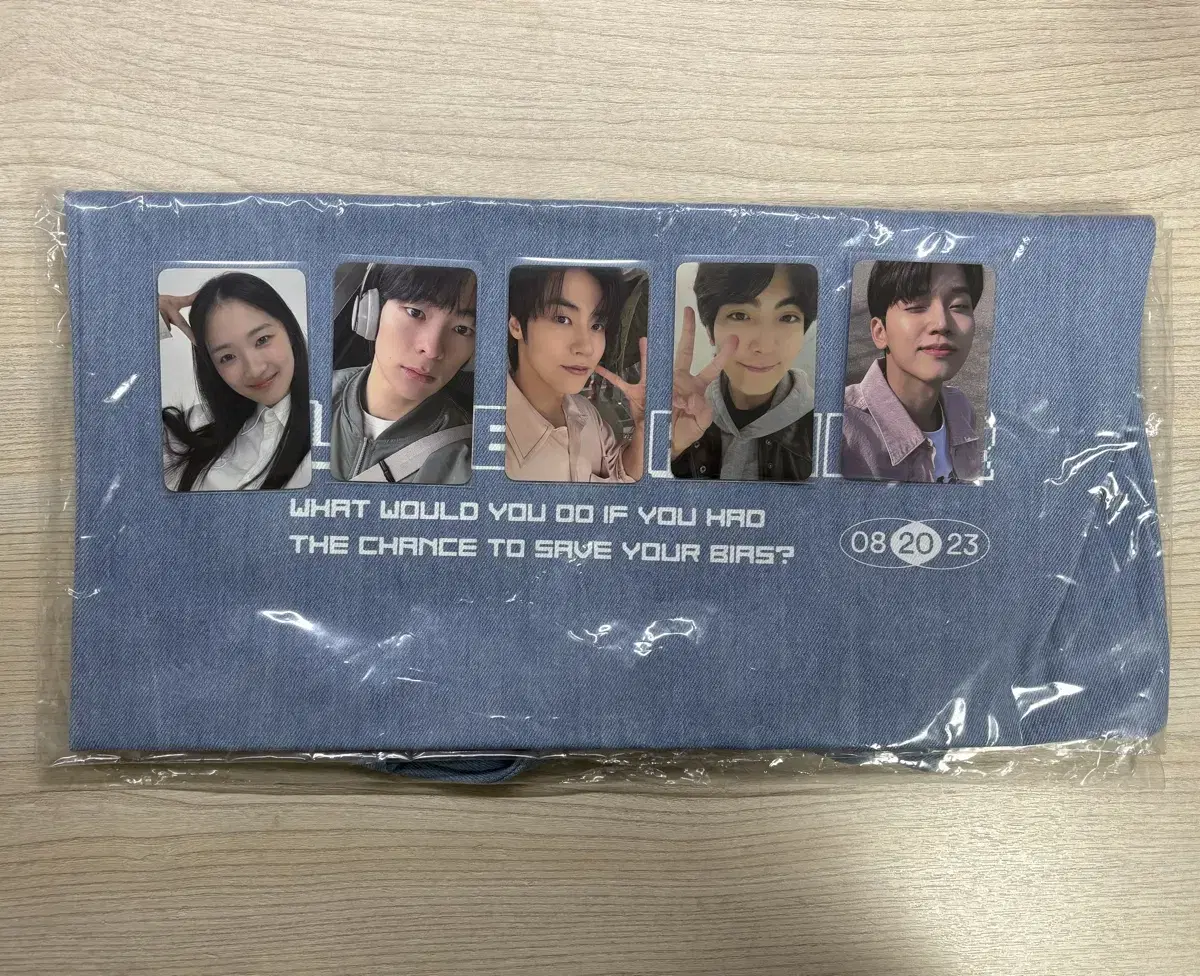 WHAT WOULD YOU DO IF YOU HAD
THE CHANCE TO SAVE YOUR BIAS?
08 20 23